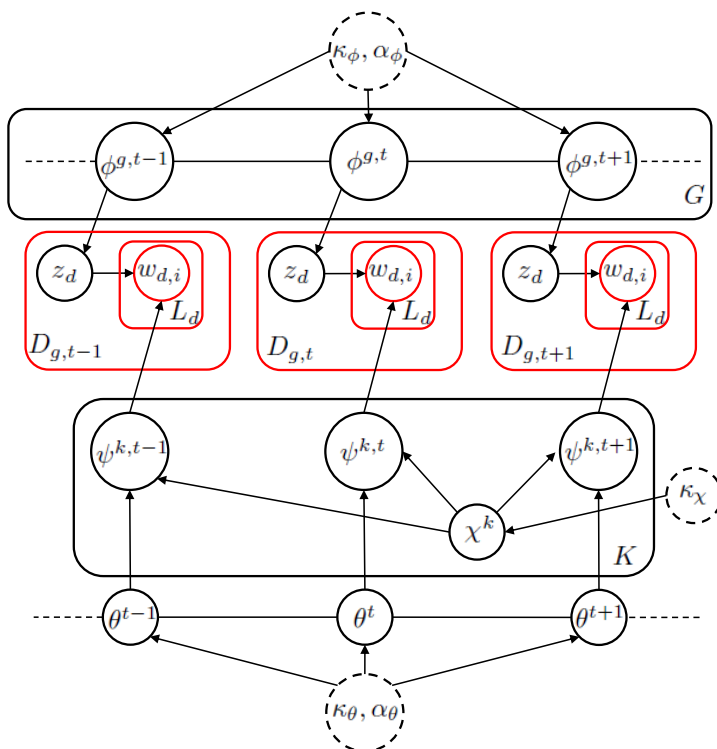 κ_ϕ, α_ϕ
ϕ^{g,t−1} ϕ^{g,t} ϕ^{g,t+1}
G
z_d w_{d,i} z_d w_{d,i} z_d w_{d,i}
L_d L_d L_d
D_{g,t−1} D_{g,t} D_{g,t+1}
ψ^{k,t−1} ψ^{k,t} ψ^{k,t+1}
κ_χ
χ^k
K
θ^{t−1} θ^t θ^{t+1}
κ_θ, α_θ